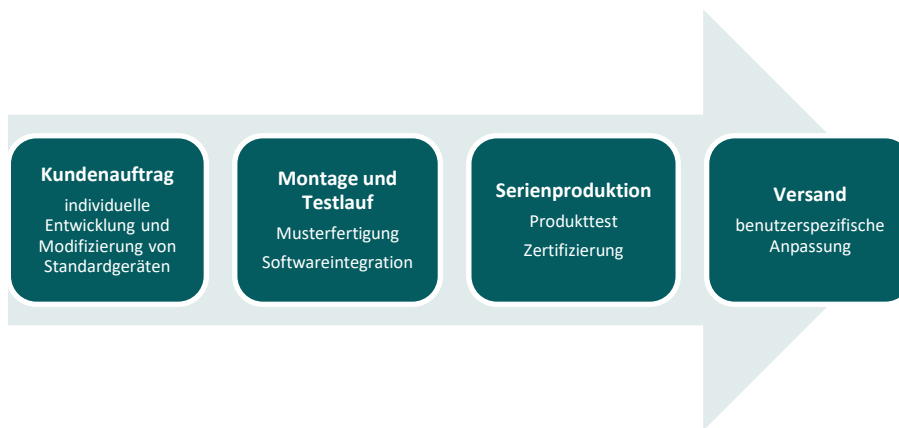 Kundenauftrag
individuelle
Entwicklung und
Modifizierung von
Standardgeräten
Montage und
Testlauf
Musterfertigung
Softwareintegration
Serienproduktion
Produkttest
Zertifizierung
Versand
benutzerspezifische
Anpassung